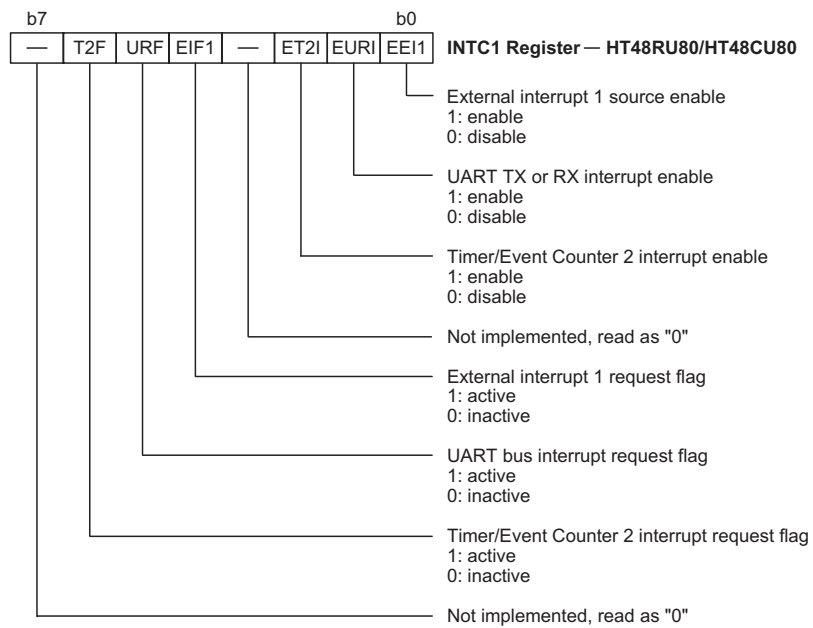 b7 b0
— T2F URF EIF1 — ET2I EURI EEI1 INTC1 Register — HT48RU80/HT48CU80
External interrupt 1 source enable
1: enable
0: disable
UART TX or RX interrupt enable
1: enable
0: disable
Timer/Event Counter 2 interrupt enable
1: enable
0: disable
Not implemented, read as "0"
External interrupt 1 request flag
1: active
0: inactive
UART bus interrupt request flag
1: active
0: inactive
Timer/Event Counter 2 interrupt request flag
1: active
0: inactive
Not implemented, read as "0"